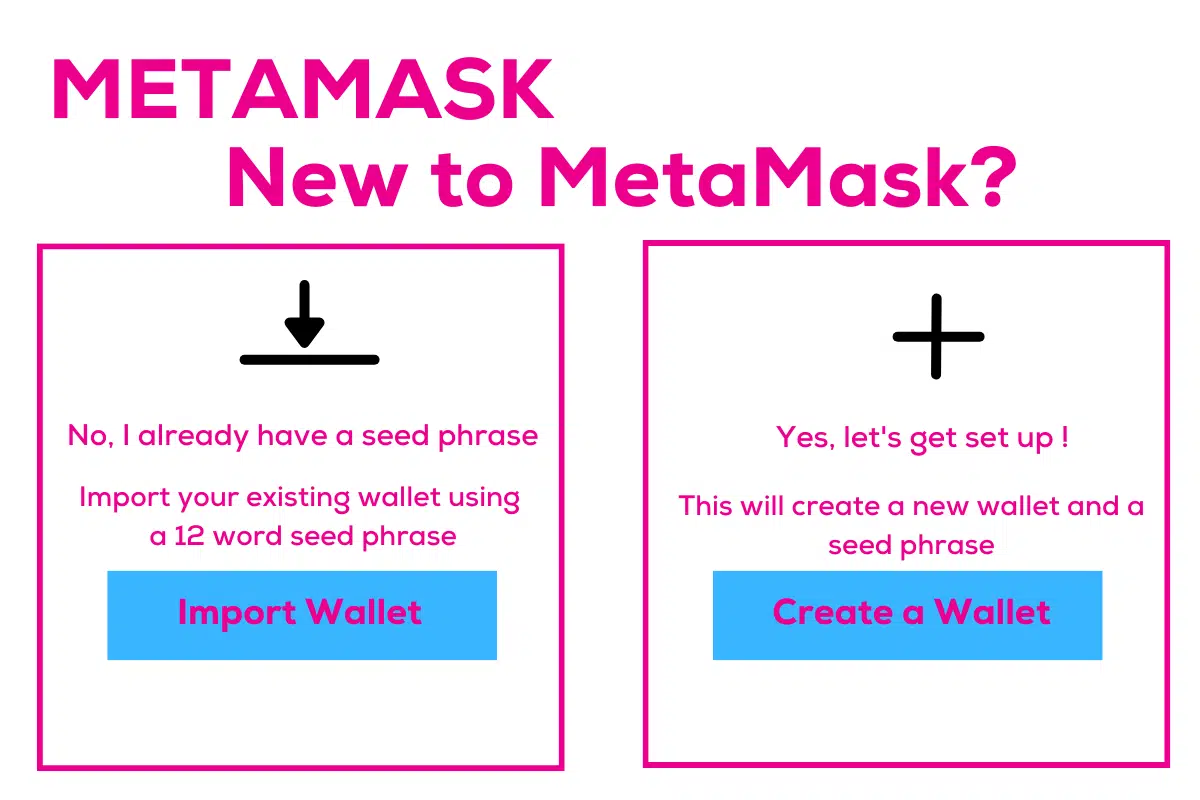 METAMASK
New to MetaMask?
No, I already have a seed phrase
Import your existing wallet using
a 12 word seed phrase
Import Wallet
Yes, let's get set up !
This will create a new wallet and a
seed phrase
Create a Wallet